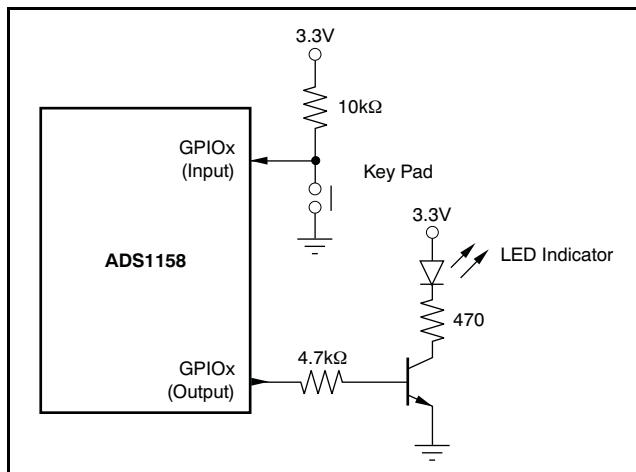 3.3V
10kΩ
GPIOx
(Input)
Key Pad
3.3V
ADS1158
LED Indicator
470
GPIOx
(Output)
4.7kΩ